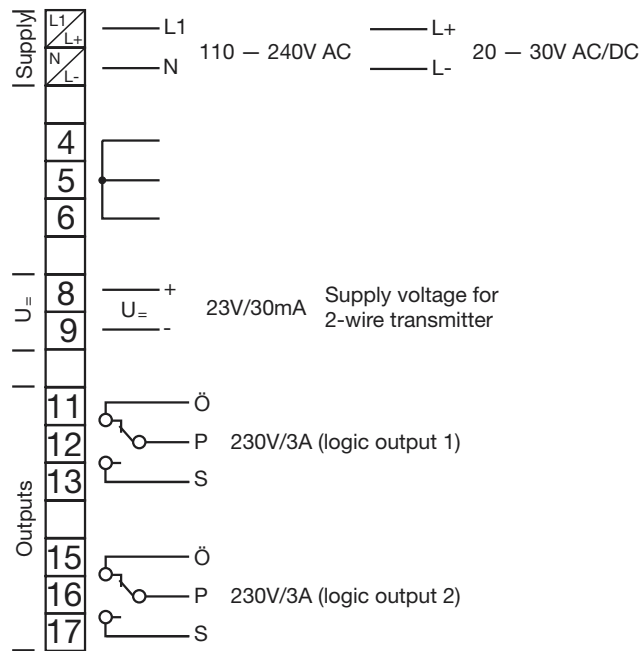 Supply
L1
L+
L1
110 – 240V AC
L+
20 – 30V AC/DC
N
L-
N
L-
4
5
6
U=
8
+
U=
23V/30mA
Supply voltage for
2-wire transmitter
9
-
Outputs
11
Ö
12
P
230V/3A (logic output 1)
13
S
15
Ö
16
P
230V/3A (logic output 2)
17
S